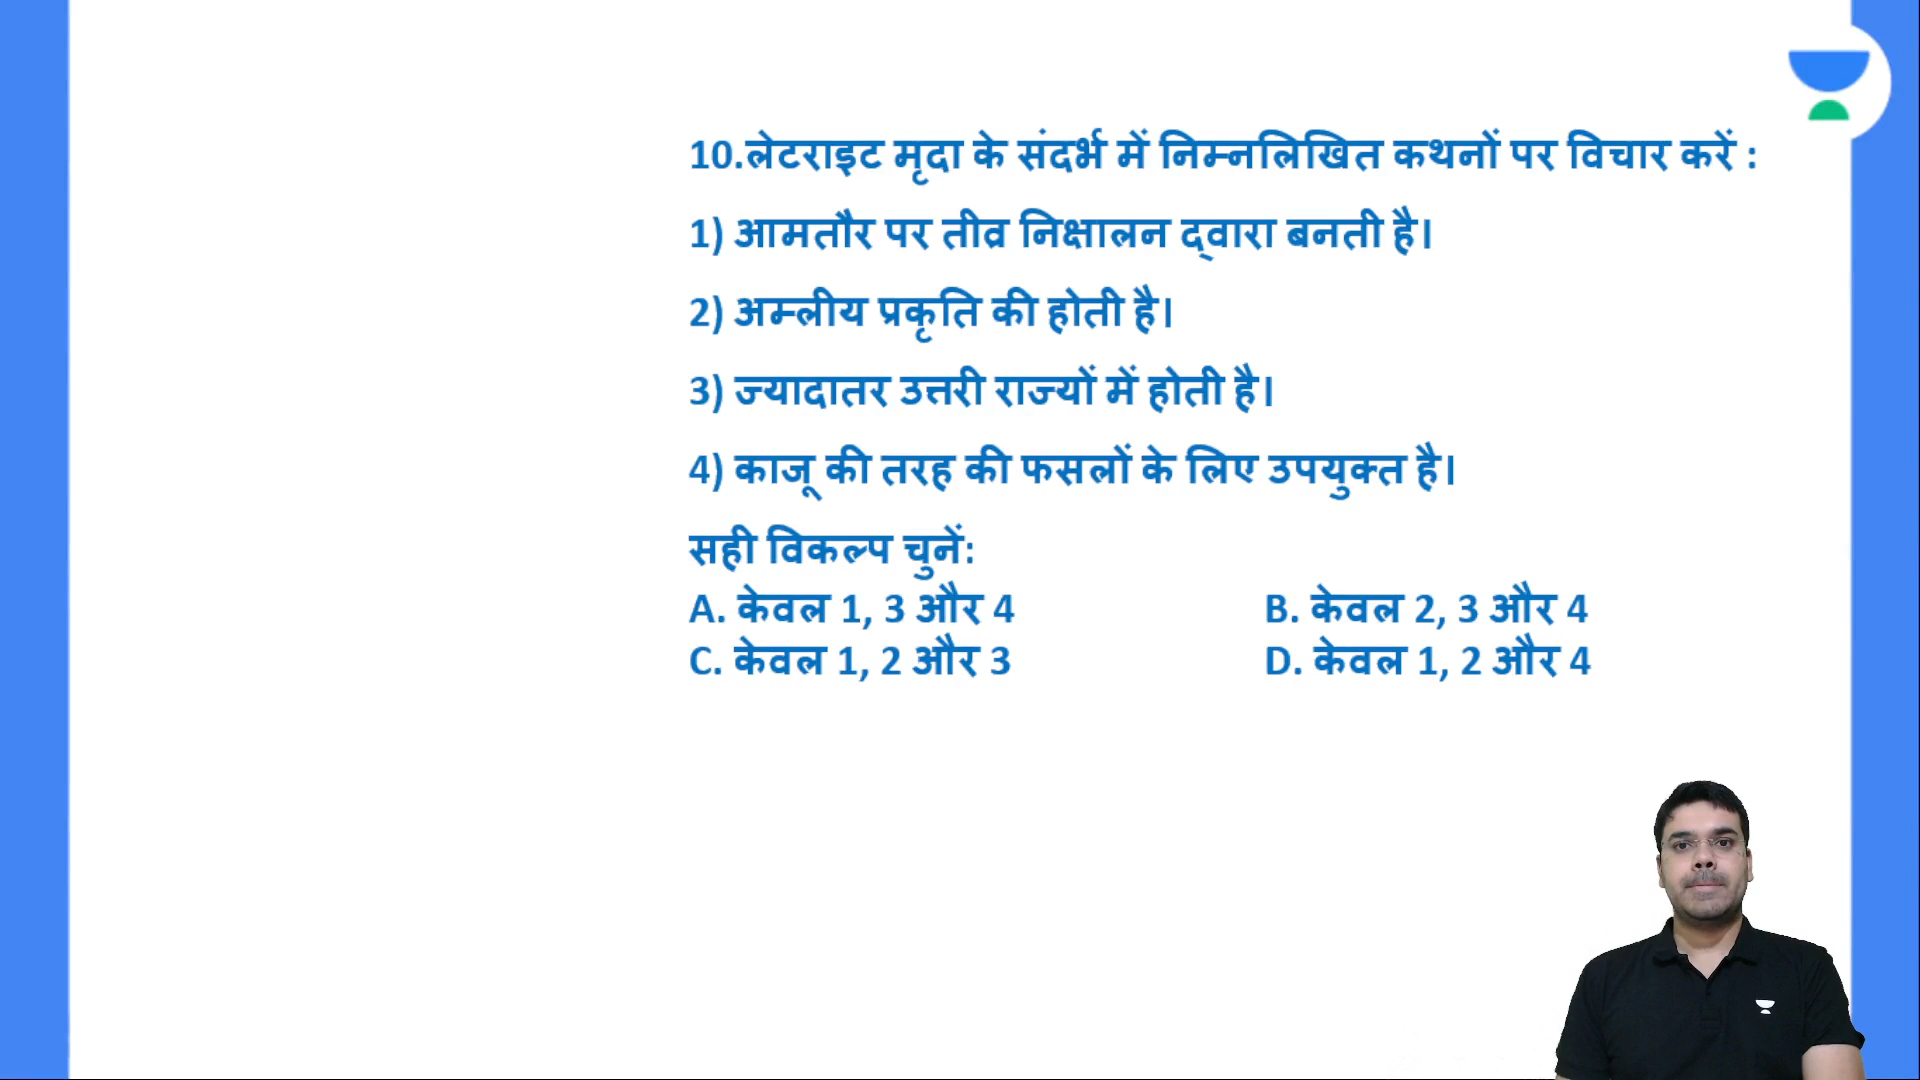 10.लेटराइट मृदा के संदर्भ में निम्नलिखित कथनों पर विचार करें :
1) आमतौर पर तीव्र निक्षालन द्वारा बनती है।
2) अम्लीय प्रकृति की होती है।
3) ज्यादातर उत्तरी राज्यों में होती है।
4) काजू की तरह की फसलों के लिए उपयुक्त है।
सही विकल्प चुनें:
A. केवल 1, 3 और 4 B. केवल 2, 3 और 4
C. केवल 1, 2 और 3 D. केवल 1, 2 और 4